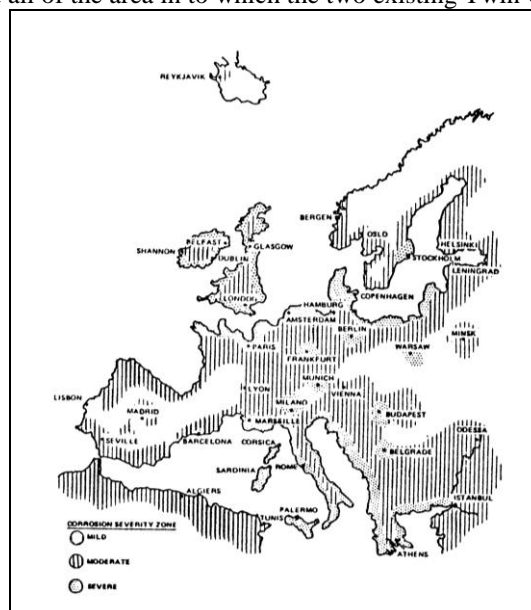 all of the area in to which the two existing Twin
REYKJAVIK
BERGEN
OSLO
HELSINKI
STOCKHOLM
LENINGRAD
BELFAST
GLASGOW
SHANNON
DUBLIN
LONDON
HAMBURG
COPENHAGEN
AMSTERDAM
BERLIN
MINSK
WARSAW
PARIS
FRANKFURT
MUNICH
LYON
VIENNA
MILANO
BUDAPEST
LISBON
MADRID
MARSEILLE
ODESSA
SEVILLE
BARCELONA
CORSICA
BELGRADE
SARDINIA
ROME
ISTANBUL
ALGIERS
PALERMO
TUNIS
ATHENS
CORROSION SEVERITY ZONE
MILD
MODERATE
SEVERE